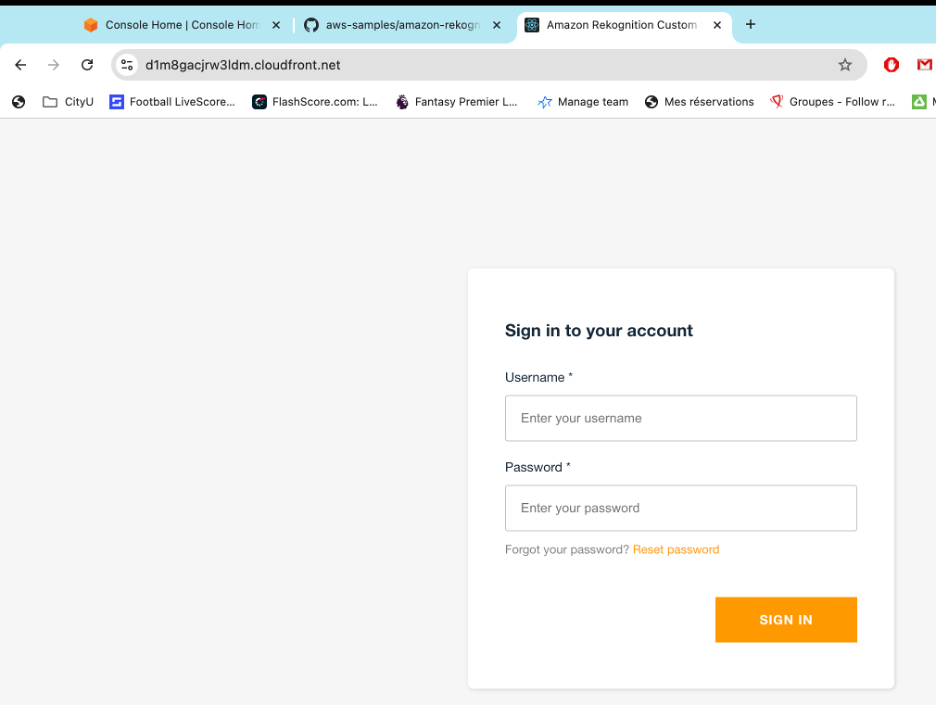 Console Home | Console Hom
aws-samples/amazon-rekogn
Amazon Rekognition Custom
d1m8gacjrw3ldm.cloudfront.net
CityU
Football LiveScore...
FlashScore.com: L...
Fantasy Premier L...
Manage team
Mes réservations
Groupes - Follow r...
Sign in to your account
Username *
Enter your username
Password *
Enter your password
Forgot your password? Reset password
SIGN IN